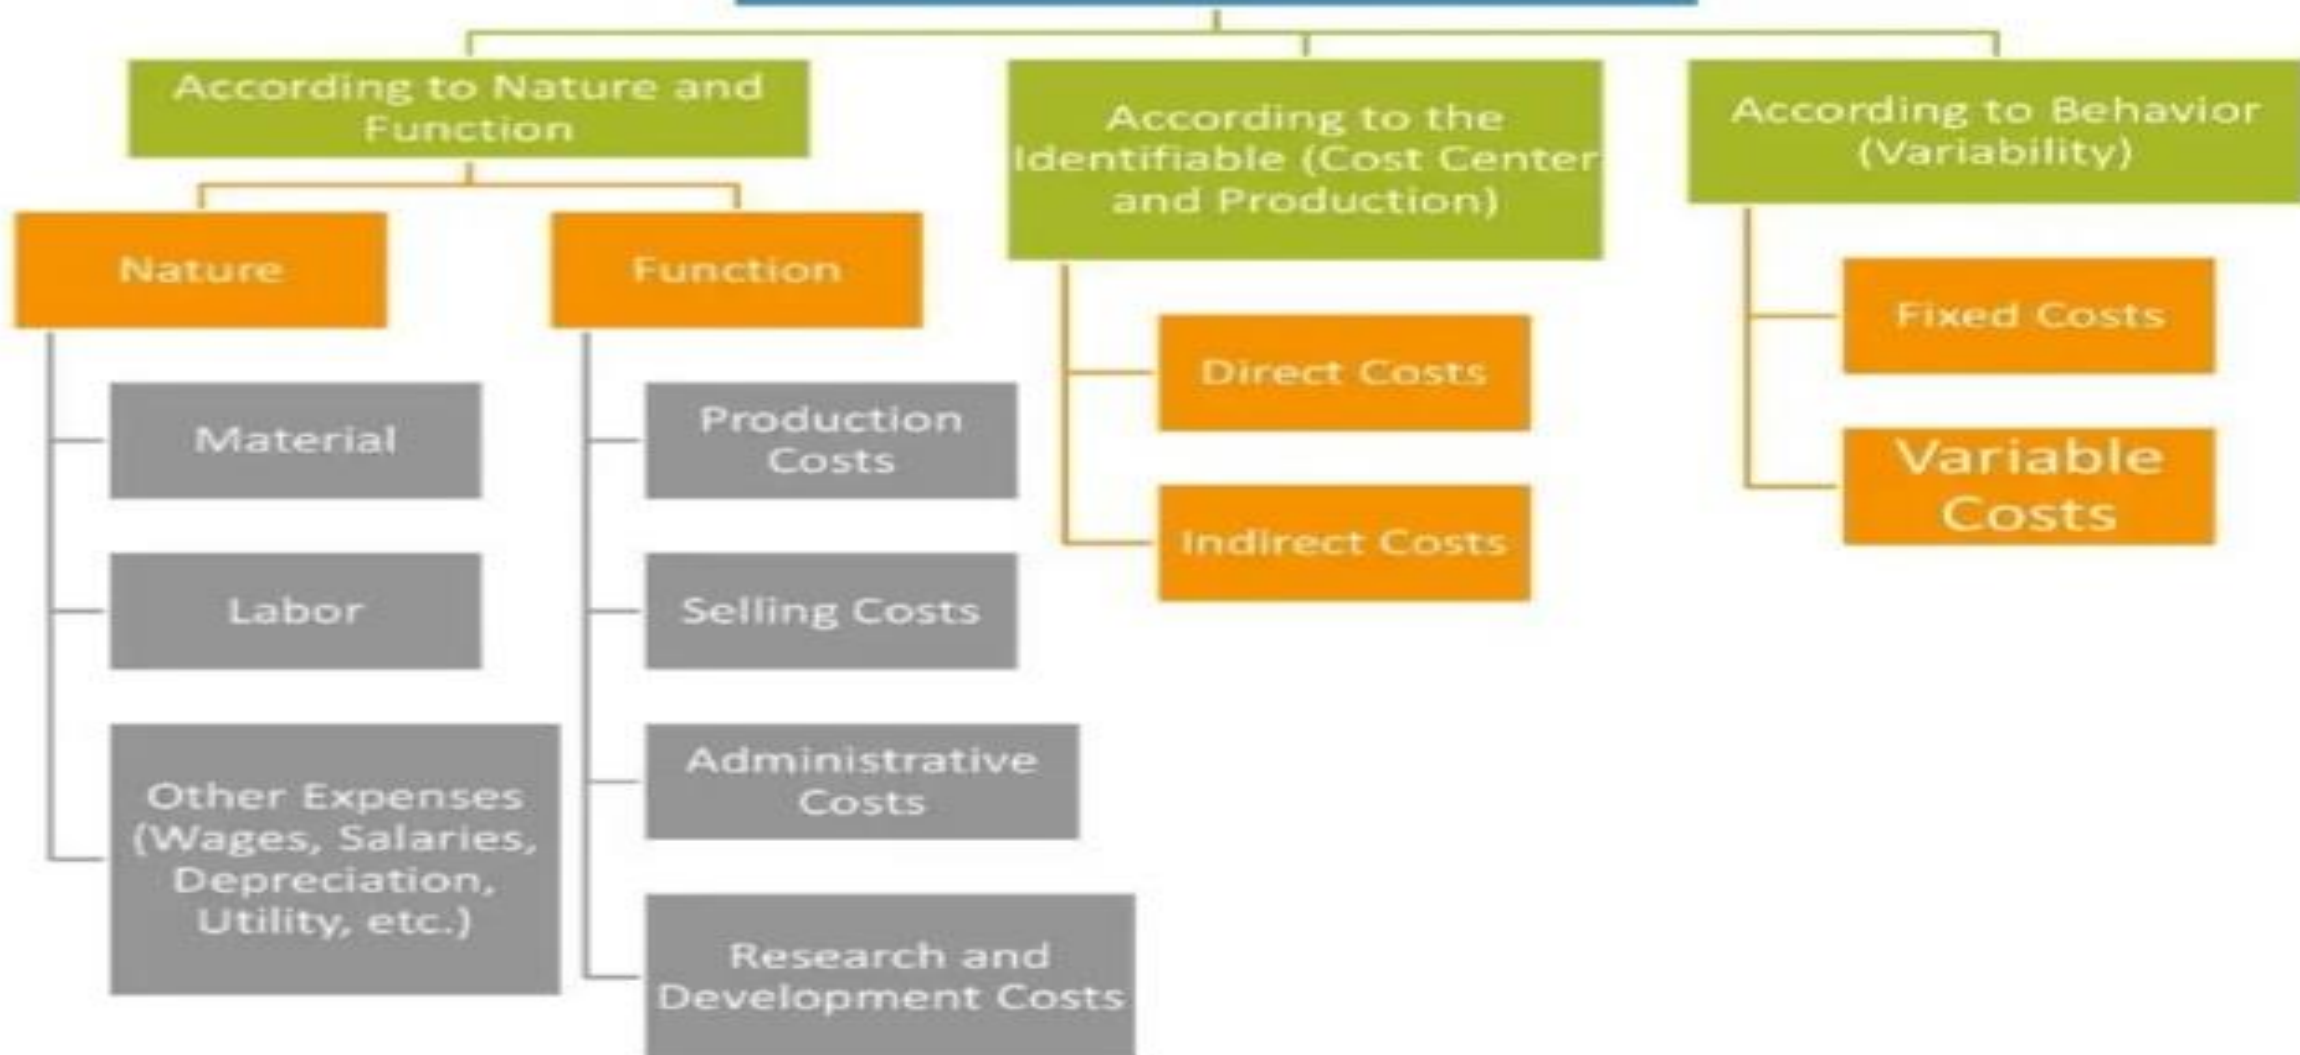 According to Nature and
Function
Nature
Material
Labor
Other Expenses
(Wages, Salaries,
Depreciation,
Utility, etc.)
Function
Production
Costs
Selling Costs
Administrative
Costs
Research and
Development Costs
According to the
Identifiable (Cost Center
and Production)
Direct Costs
Indirect Costs
According to Behavior
(Variability)
Fixed Costs
Variable
Costs